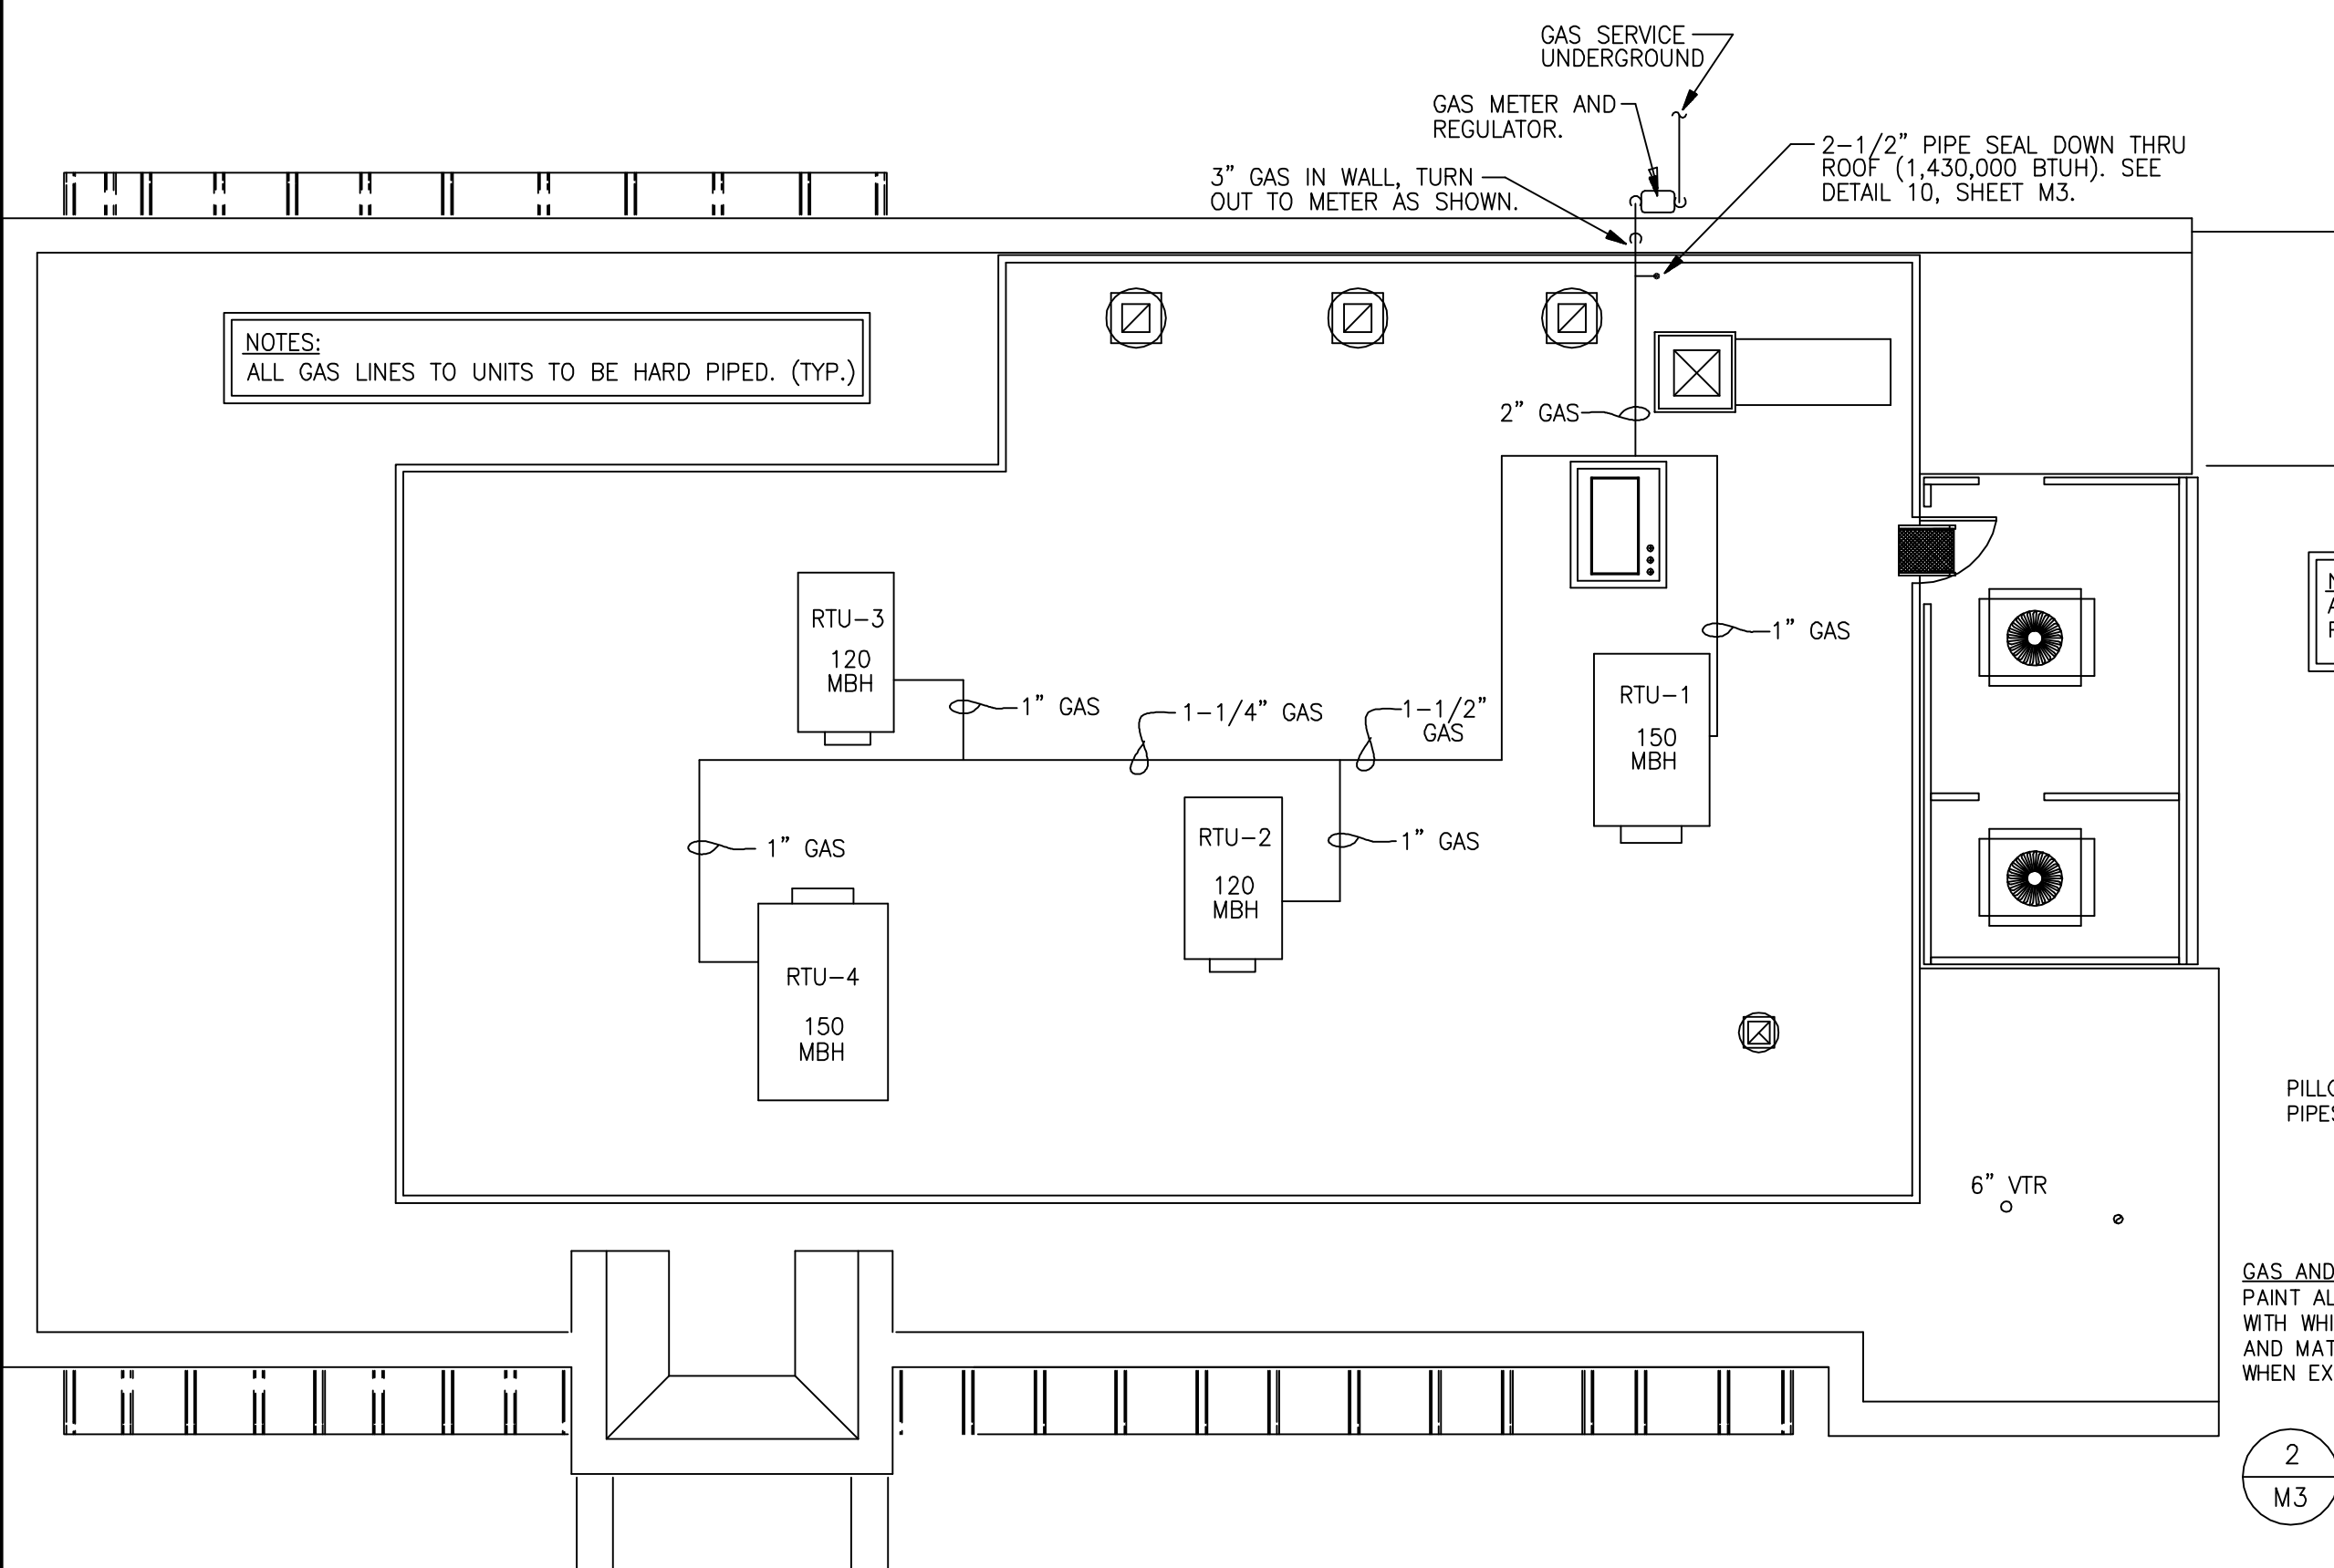 GAS SERVICE
UNDERGROUND
GAS METER AND
REGULATOR.
3” GAS IN WALL, TURN
OUT TO METER AS SHOWN.
2-1/2” PIPE SEAL DOWN THRU
ROOF (1,430,000 BTUH). SEE
DETAIL 10, SHEET M3.
NOTES:
ALL GAS LINES TO UNITS TO BE HARD PIPED. (TYP.)
2” GAS
RTU-3
120
MBH
1” GAS
1-1/4” GAS
1-1/2”
GAS
1” GAS
RTU-1
150
MBH
1” GAS
RTU-4
150
MBH
RTU-2
120
MBH
1” GAS
6” VTR
GAS AND
PAINT AL
WITH WHI
AND MAT
WHEN EX
2
M3